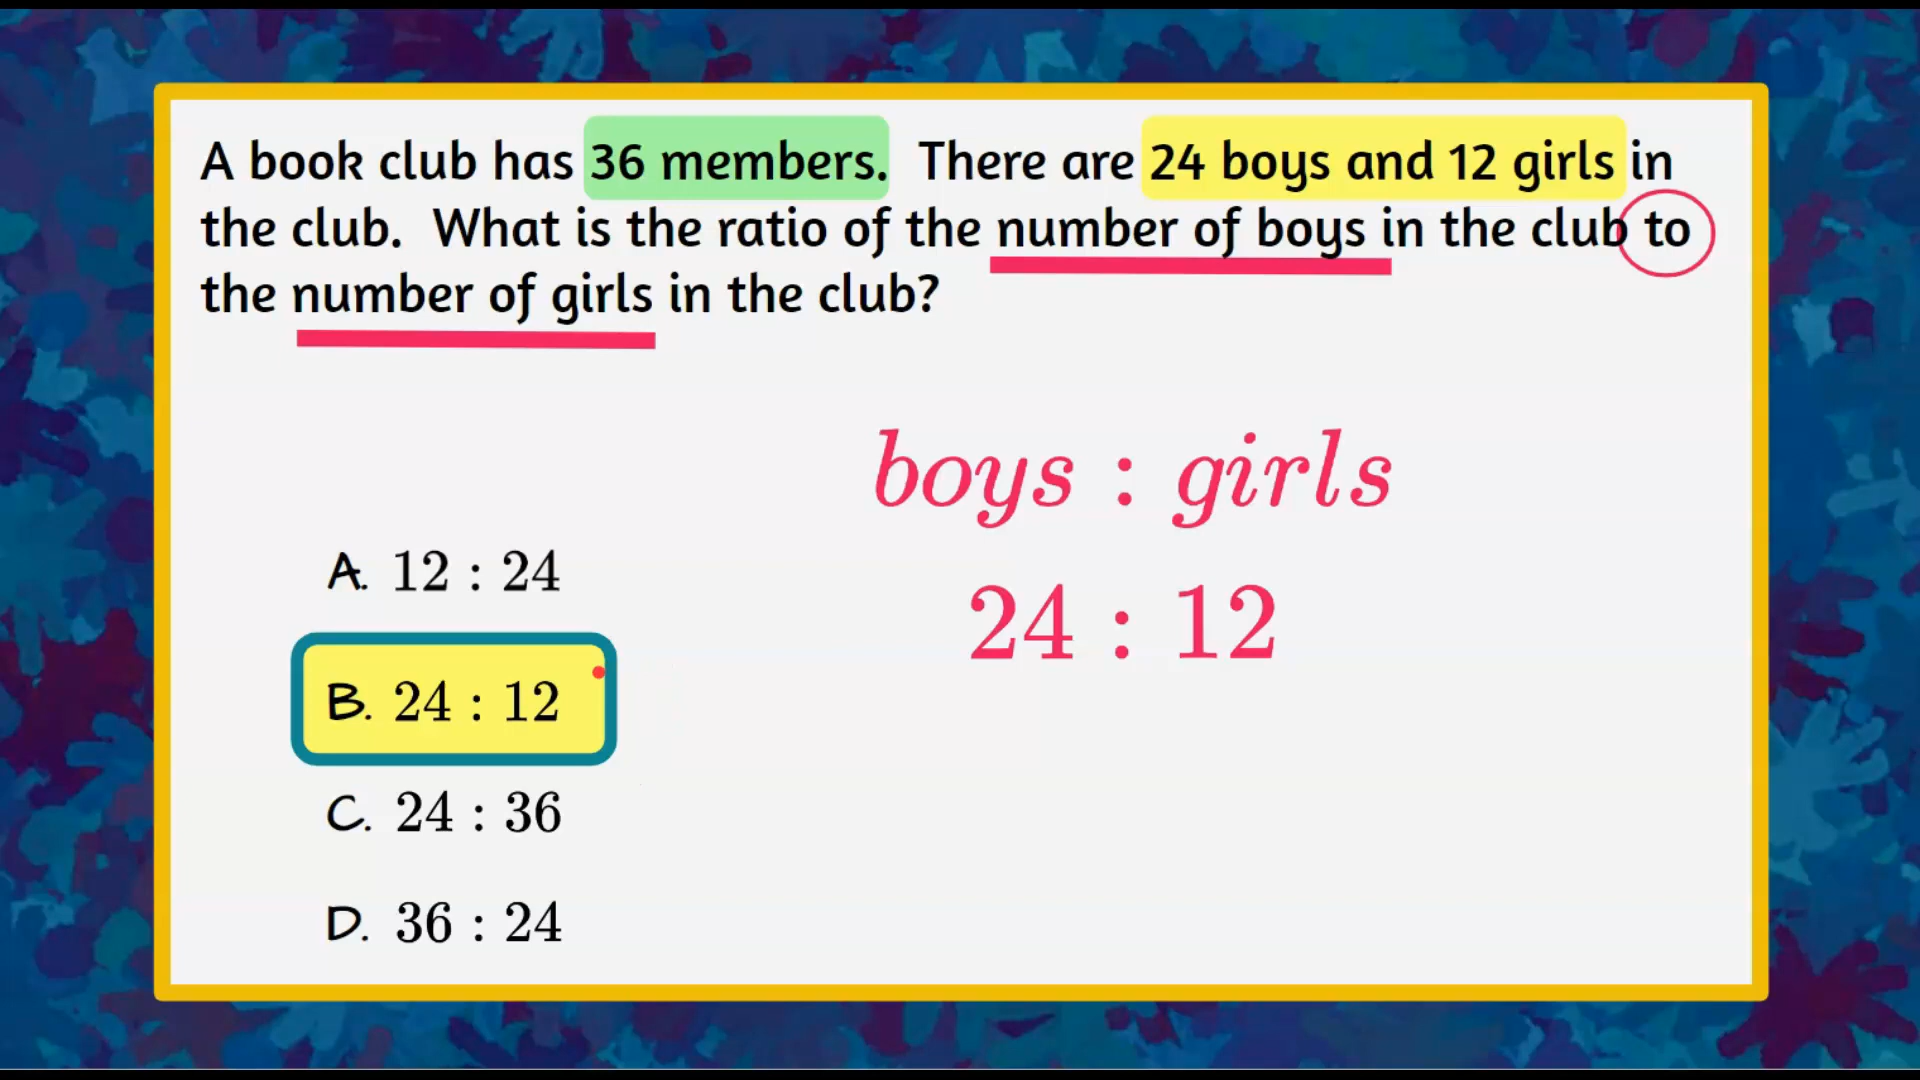 A book club has 36 members. There are 24 boys and 12 girls in
the club. What is the ratio of the number of boys in the club to
the number of girls in the club?
boys : girls
A. 12 : 24
24 : 12
B. 24 : 12
C. 24 : 36
D. 36 : 24